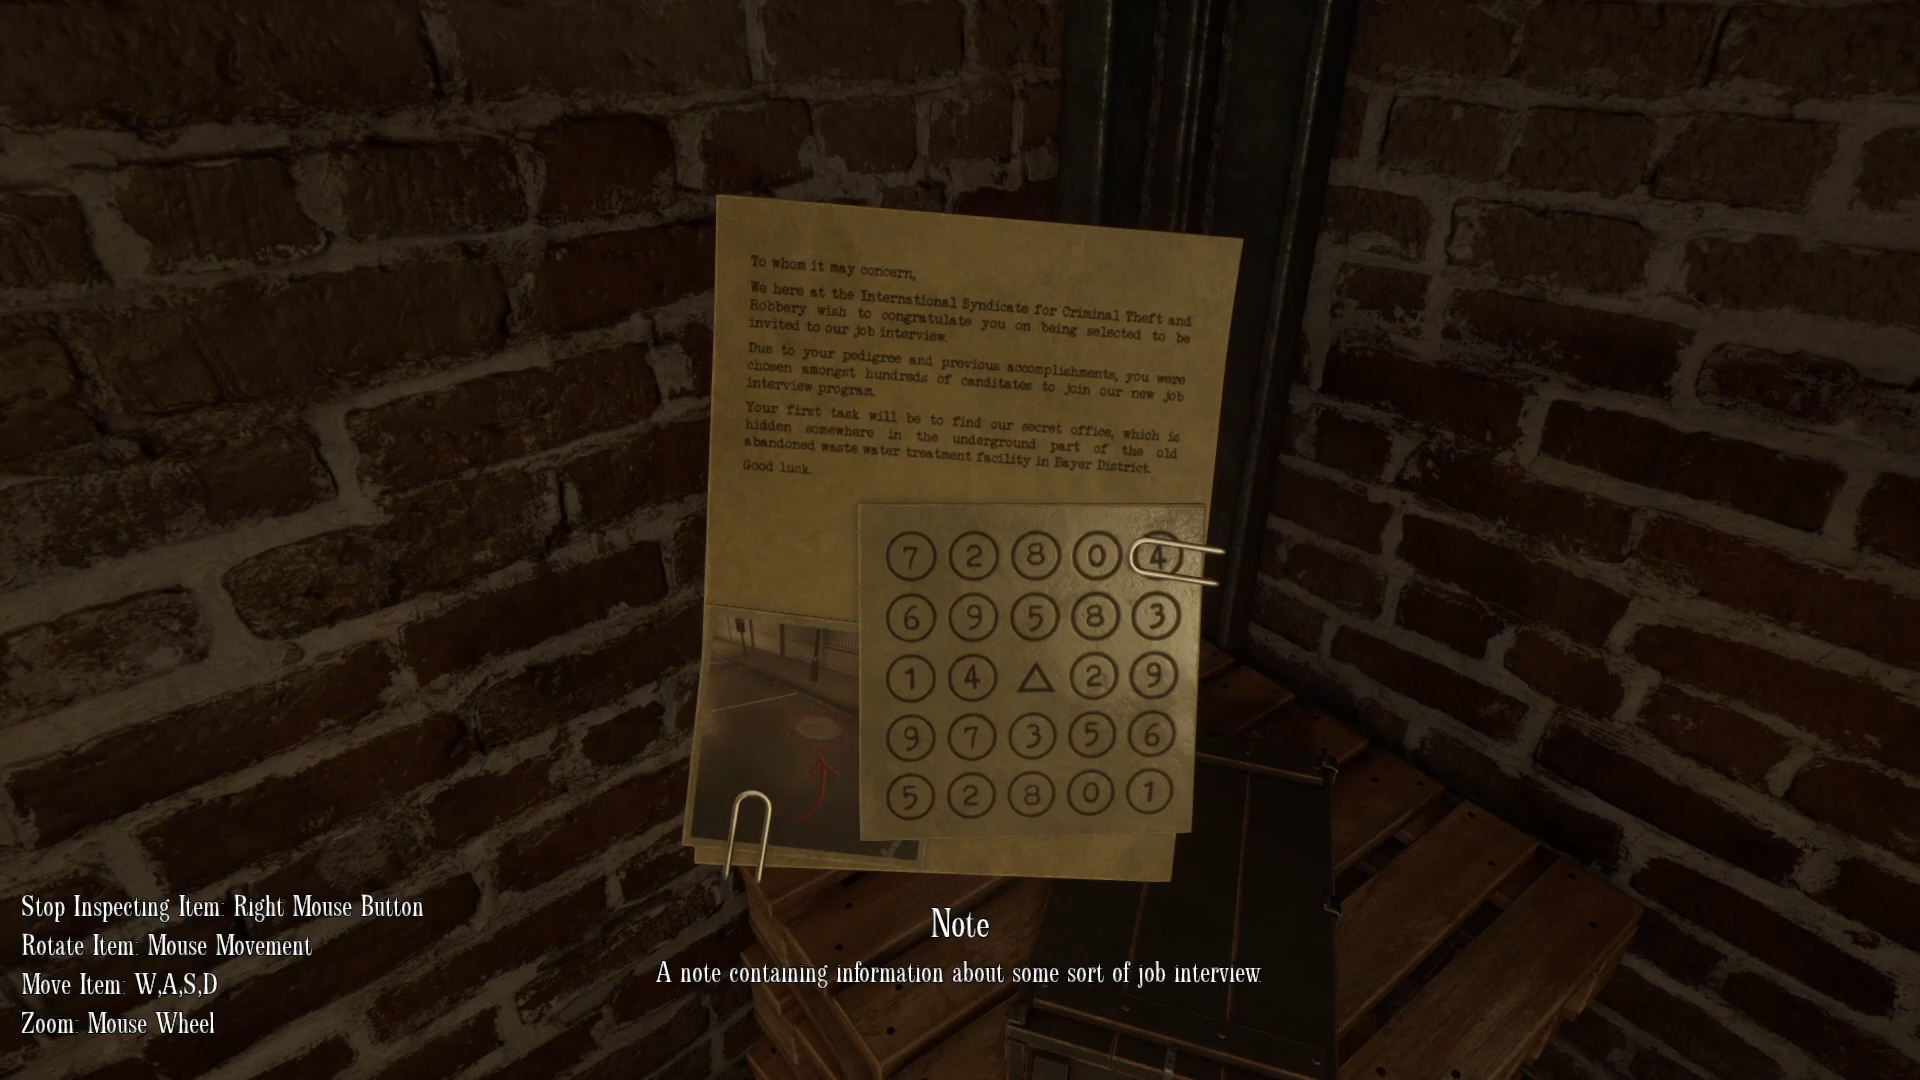 To whom it may concern,
We here at the International Syndicate for Criminal Theft and
Robbery wish to congratulate you on being selected to be
invited to our job interview.
Due to your pedigree and previous accomplishments, you were
chosen amongst hundreds of canditates to join our new job
interview program.
Your first task will be to find our secret office, which is
hidden somewhere in the underground part of the old
abandoned waste water treatment facility in Bayer District.
Good luck.
7 2 8 0 4
6 9 5 8 3
1 4 △ 2 9
9 7 3 5 6
5 2 8 0 1
Stop Inspecting Item: Right Mouse Button
Rotate Item: Mouse Movement
Move Item: W,A,S,D
Zoom: Mouse Wheel
Note
A note containing information about some sort of job interview.